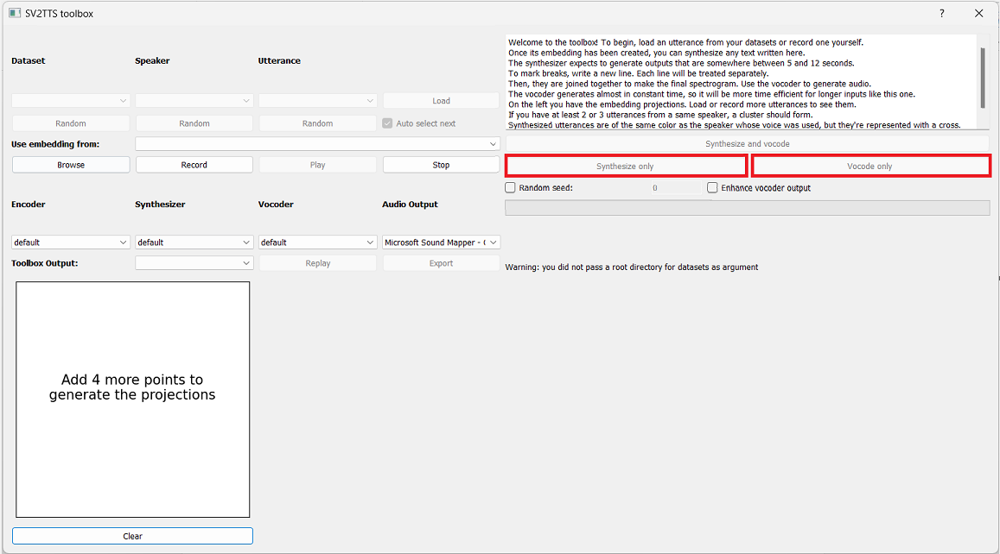 SV2TTS toolbox
?
Dataset
Speaker
Utterance
Load
Random
Random
Random
Auto select next
Use embedding from:
Browse
Record
Play
Stop
Encoder
Synthesizer
Vocoder
Audio Output
default
default
default
Microsoft Sound Mapper - (
Toolbox Output:
Replay
Export
Add 4 more points to
generate the projections
Clear
Welcome to the toolbox! To begin, load an utterance from your datasets or record one yourself.
Once its embedding has been created, you can synthesize any text written here.
The synthesizer expects to generate outputs that are somewhere between 5 and 12 seconds.
To mark breaks, write a new line. Each line will be treated separately.
Then, they are joined together to make the final spectrogram. Use the vocoder to generate audio.
The vocoder generates almost in constant time, so it will be more time efficient for longer inputs like this one.
On the left you have the embedding projections. Load or record more utterances to see them.
If you have at least 2 or 3 utterances from a same speaker, a cluster should form.
Synthesized utterances are of the same color as the speaker whose voice was used, but they're represented with a cross.
Synthesize and vocode
Synthesize only
Vocode only
Random seed:
0
Enhance vocoder output
Warning: you did not pass a root directory for datasets as argument